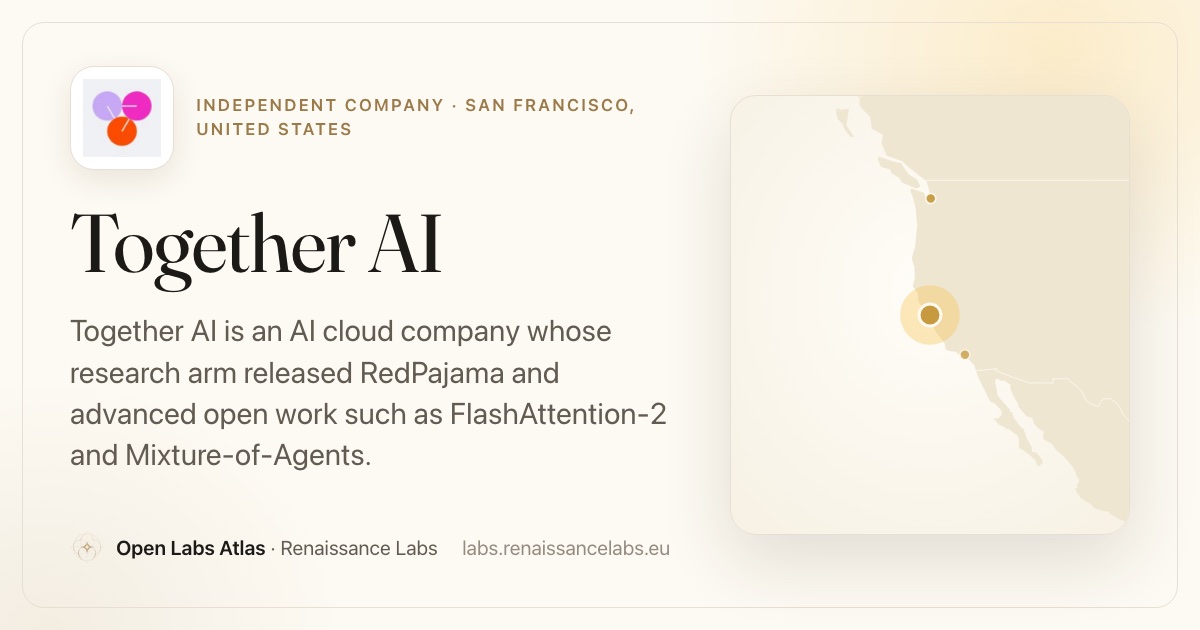 INDEPENDENT COMPANY · SAN FRANCISCO,
UNITED STATES
Together AI
Together AI is an AI cloud company whose
research arm released RedPajama and
advanced open work such as FlashAttention-2
and Mixture-of-Agents.
Open Labs Atlas · Renaissance Labs labs.renaissancelabs.eu